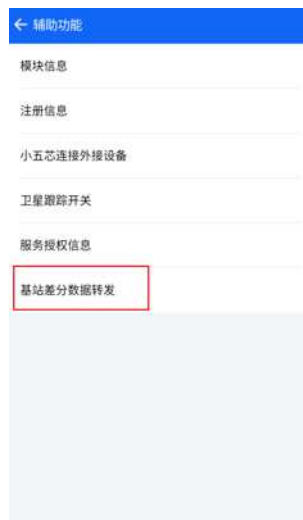 ← 辅助功能
模块信息
注册信息
小五芯连接外接设备
卫星跟踪开关
服务授权信息
基站差分数据转发